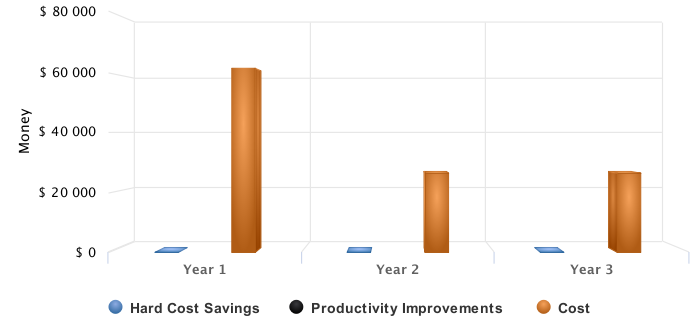 $ 80 000
$ 60 000
$ 40 000
$ 20 000
$ 0
Money
Year 1
Year 2
Year 3
Hard Cost Savings
Productivity Improvements
Cost